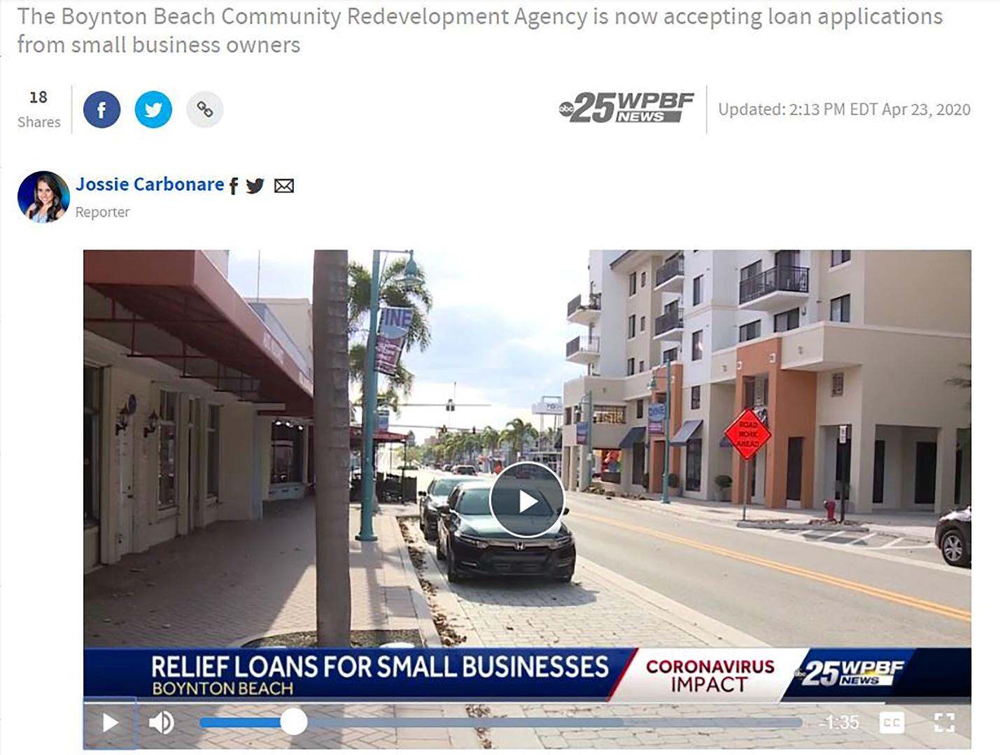 The Boynton Beach Community Redevelopment Agency is now accepting loan applications
from small business owners
18
Shares
abc 25 WPBF
NEWS
Updated: 2:13 PM EDT Apr 23, 2020
Jossie Carbonare
Reporter
INE
DINE
ROAD
WORK
AHEAD
RELIEF LOANS FOR SMALL BUSINESSES
BOYNTON BEACH
CORONAVIRUS
IMPACT
abc 25 WPBF
NEWS
-1:35
CC